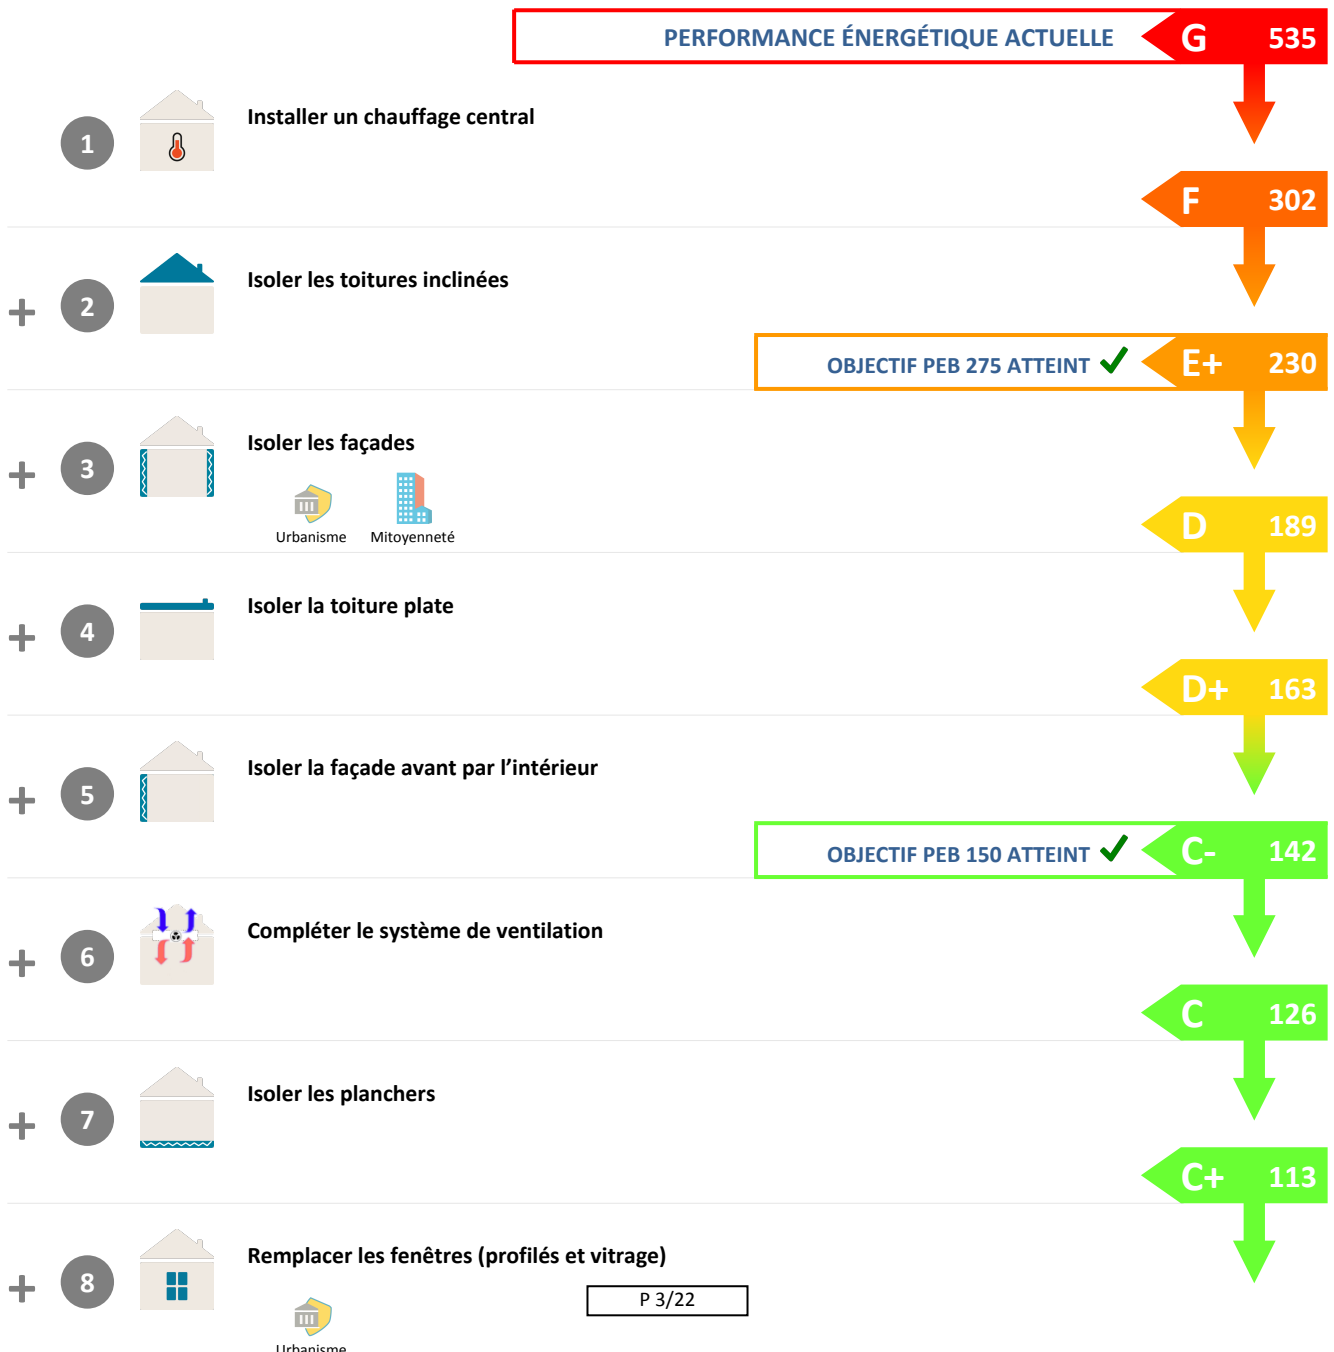 PERFORMANCE ÉNERGÉTIQUE ACTUELLE G 535
1 Installer un chauffage central
F 302
+ 2 Isoler les toitures inclinées
OBJECTIF PEB 275 ATTEINT ✓ E+ 230
+ 3 Isoler les façades
Urbanisme Mitoyenneté
D 189
+ 4 Isoler la toiture plate
D+ 163
+ 5 Isoler la façade avant par l’intérieur
OBJECTIF PEB 150 ATTEINT ✓ C- 142
+ 6 Compléter le système de ventilation
C 126
+ 7 Isoler les planchers
C+ 113
+ 8 Remplacer les fenêtres (profilés et vitrage)
P 3/22
Urbanisme